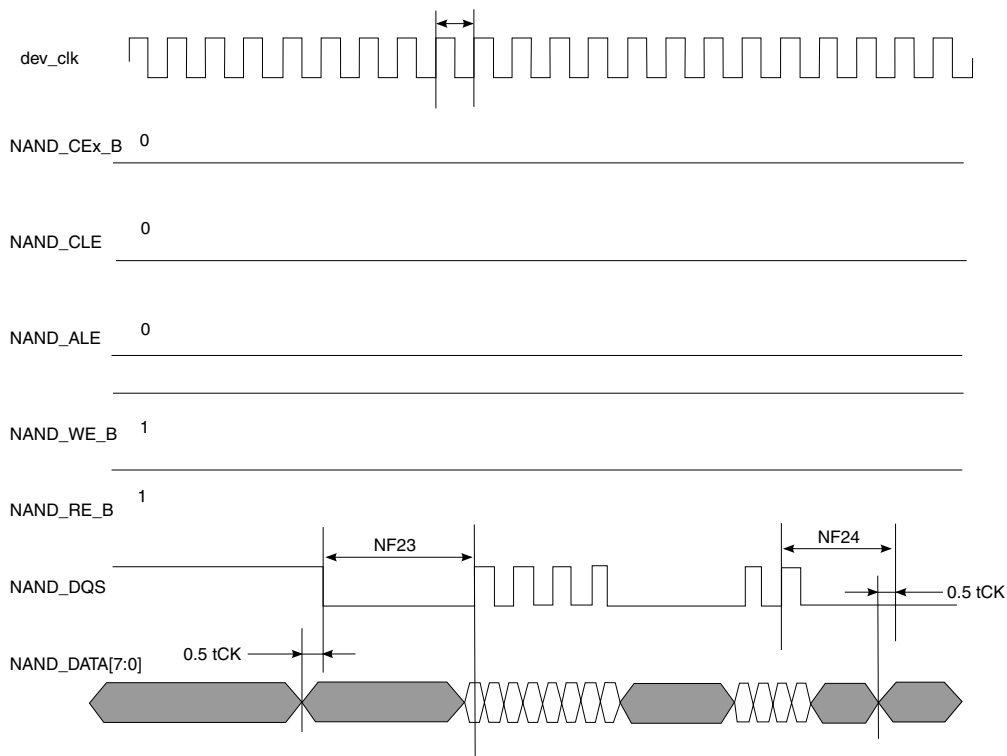 dev_clk
NAND_CEx_B 0
NAND_CLE 0
NAND_ALE 0
NAND_WE_B 1
NAND_RE_B 1
NF23
NF24
NAND_DQS
0.5 tCK
0.5 tCK
NAND_DATA[7:0]